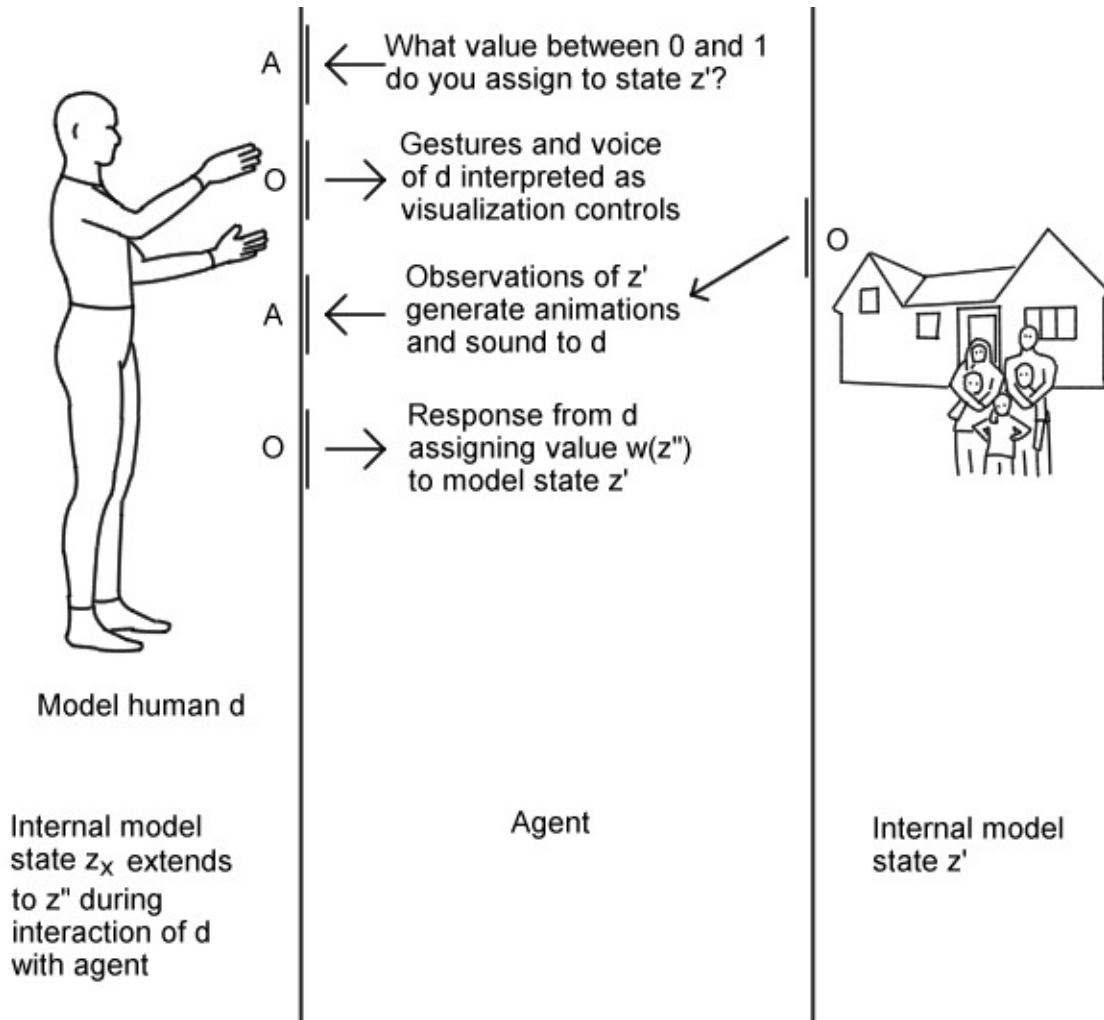 A
What value between 0 and 1
do you assign to state z'?
O
Gestures and voice
of d interpreted as
visualization controls
A
Observations of z'
generate animations
and sound to d
O
Response from d
assigning value w(z'')
to model state z'
O
Model human d
Internal model
state zₓ extends
to z'' during
interaction of d
with agent
Agent
Internal model
state z'